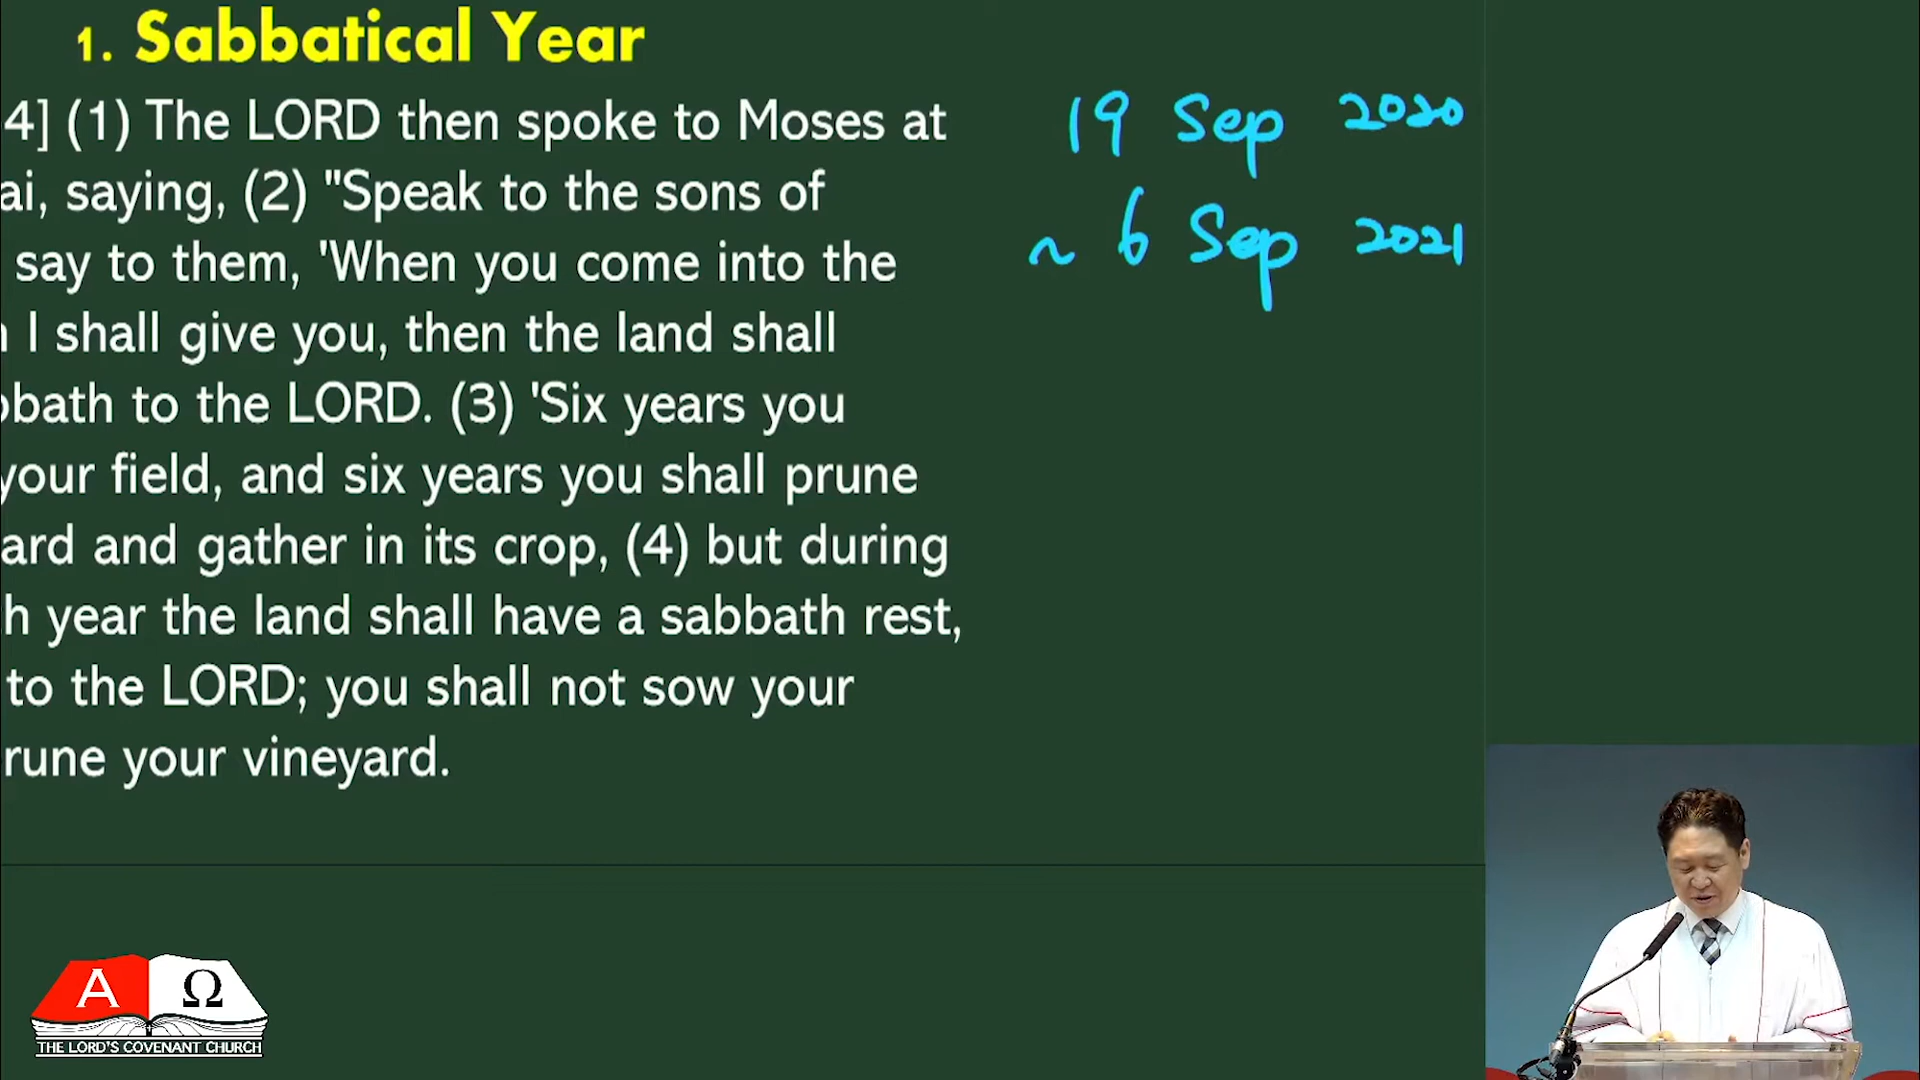 1. Sabbatical Year
4] (1) The LORD then spoke to Moses at
ai, saying, (2) "Speak to the sons of
say to them, 'When you come into the
I shall give you, then the land shall
bbath to the LORD. (3) 'Six years you
your field, and six years you shall prune
ard and gather in its crop, (4) but during
h year the land shall have a sabbath rest,
to the LORD; you shall not sow your
rune your vineyard.
19 Sep 2020
~ 6 Sep 2021
A Ω
THE LORD'S COVENANT CHURCH